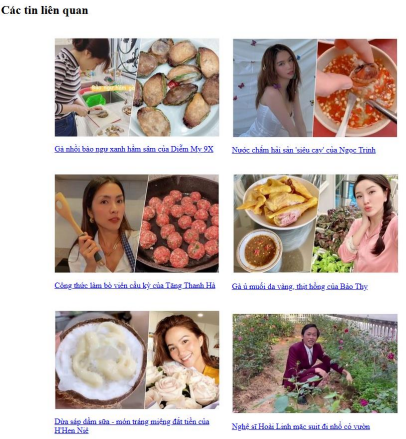 Các tin liên quan
Gà nhồi bào ngư xanh hầm sâm của Diễm My 9X
Nước chấm hải sản 'siêu cay' của Ngọc Trinh
Công thức làm bò viên cầu kỳ của Tăng Thanh Hà
Gà ủ muối da vàng, thịt hồng của Bảo Thy
Dừa sáp dầm sữa - món tráng miệng đắt tiền của
H'Hen Niê
Nghệ sĩ Hoài Linh mặc suit đi nhổ cỏ vườn